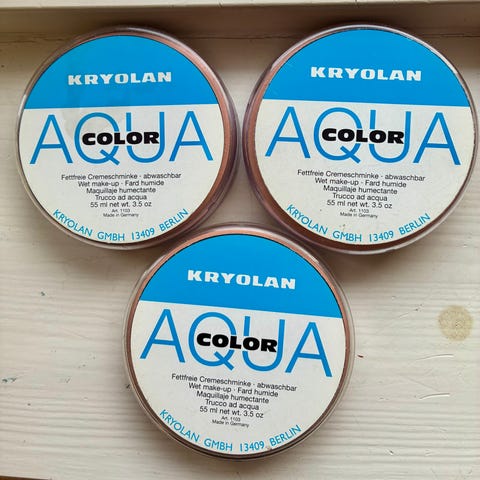 KRYOLAN
AQUA
COLOR
Fettfreie Cremeschminke · abwaschbar
Wet make-up · Fard humide
Maquillaje humectante
Trucco ad acqua
55 ml net wt. 3.5 oz
Art. 1103
Made in Germany
KRYOLAN GMBH 13409 BERLIN
KRYOLAN
AQUA
COLOR
Fettfreie Cremeschminke · abwaschbar
Wet make-up · Fard humide
Maquillaje humectante
Trucco ad acqua
55 ml net wt. 3.5 oz
Art. 1103
Made in Germany
KRYOLAN GMBH 13409 BERLIN
KRYOLAN
AQUA
COLOR
Fettfreie Cremeschminke · abwaschbar
Wet make-up · Fard humide
Maquillaje humectante
Trucco ad acqua
55 ml net wt. 3.5 oz
Art. 1103
Made in Germany
KRYOLAN GMBH 13409 BERLIN